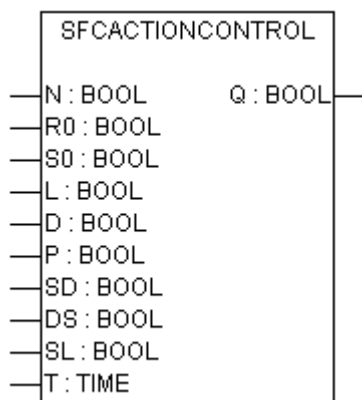 SFCACTIONCONTROL
N : BOOL Q : BOOL
R0 : BOOL
S0 : BOOL
L : BOOL
D : BOOL
P : BOOL
SD : BOOL
DS : BOOL
SL : BOOL
T : TIME